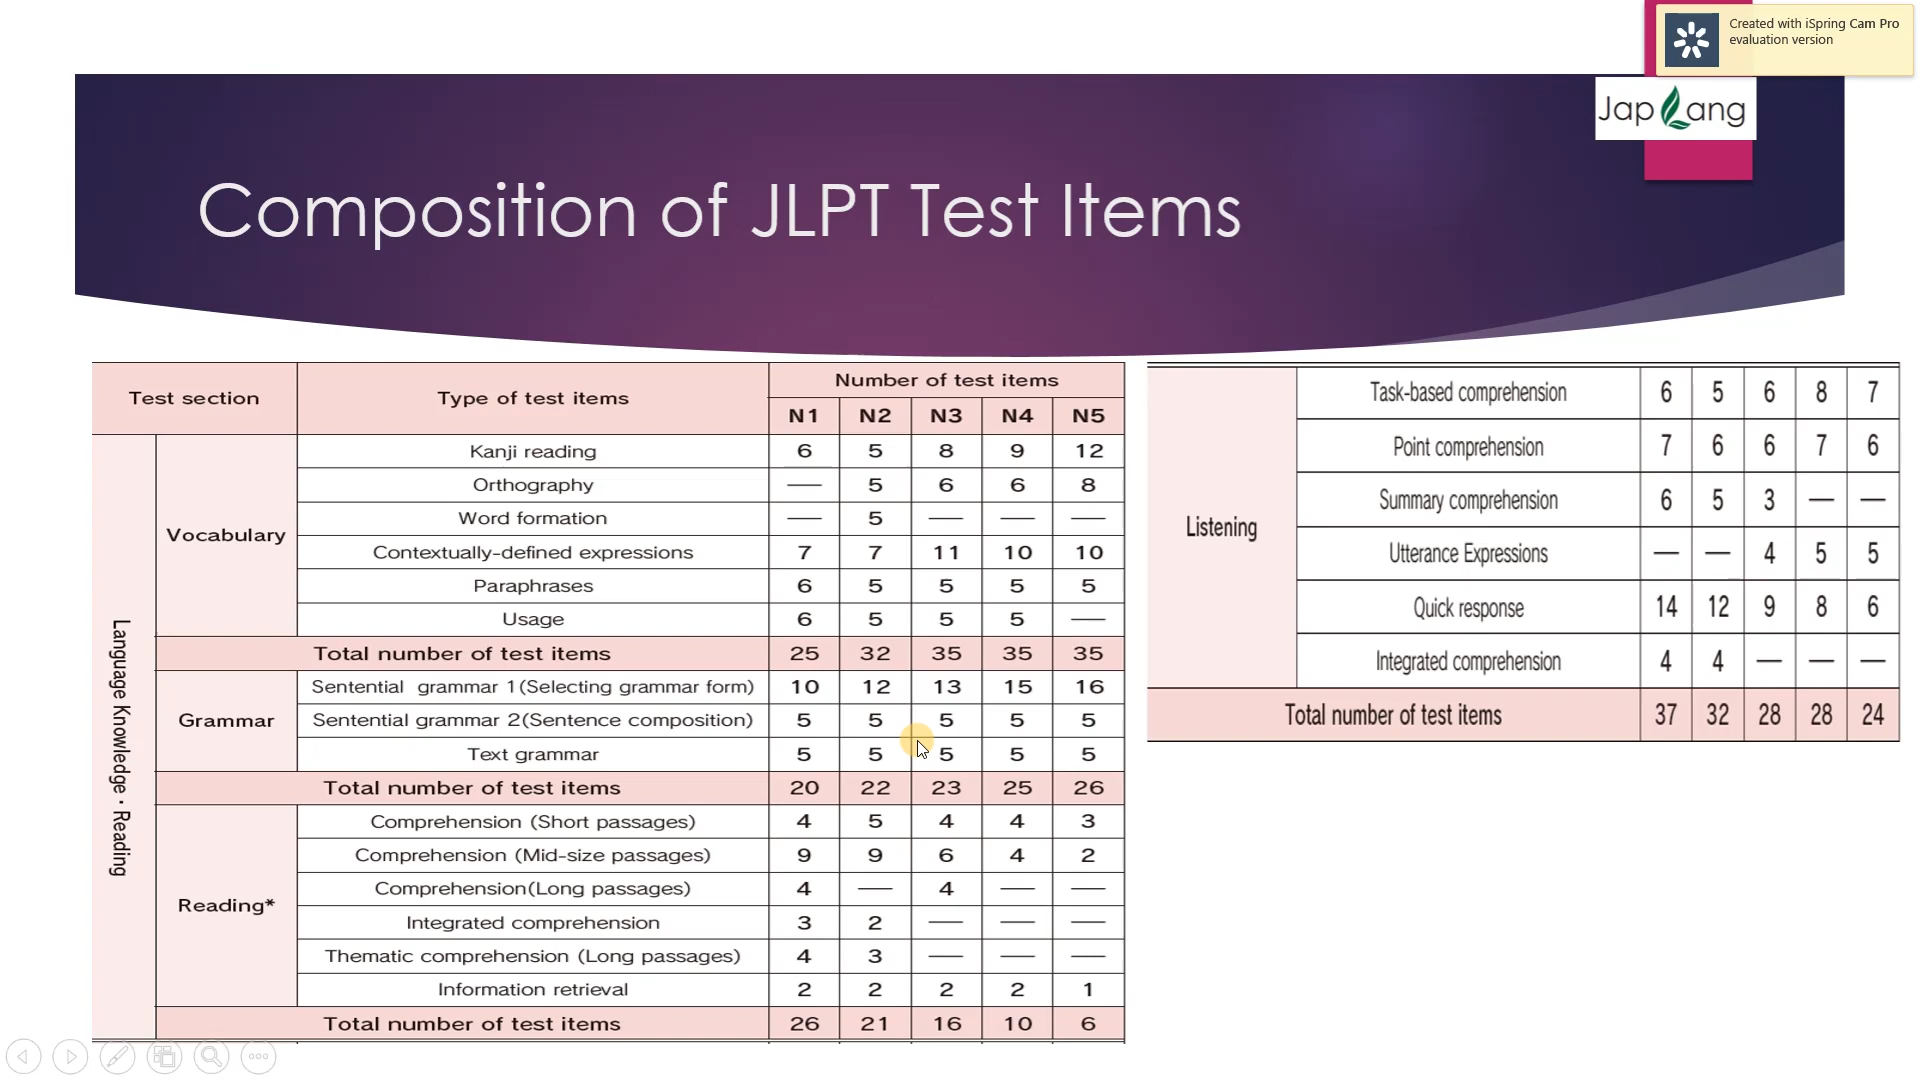 Created with iSpring Cam Pro
evaluation version
Jap Lang
Composition of JLPT Test Items
Test section Type of test items Number of test items
N1 N2 N3 N4 N5
Language Knowledge・Reading
Vocabulary
Kanji reading 6 5 8 9 12
Orthography — 5 6 6 8
Word formation — 5 — — —
Contextually-defined expressions 7 7 11 10 10
Paraphrases 6 5 5 5 5
Usage 6 5 5 5 —
Total number of test items 25 32 35 35 35
Grammar
Sentential grammar 1(Selecting grammar form) 10 12 13 15 16
Sentential grammar 2(Sentence composition) 5 5 5 5 5
Text grammar 5 5 5 5 5
Total number of test items 20 22 23 25 26
Reading*
Comprehension (Short passages) 4 5 4 4 3
Comprehension (Mid-size passages) 9 9 6 4 2
Comprehension(Long passages) 4 — 4 — —
Integrated comprehension 3 2 — — —
Thematic comprehension (Long passages) 4 3 — — —
Information retrieval 2 2 2 2 1
Total number of test items 26 21 16 10 6
Listening
Task-based comprehension 6 5 6 8 7
Point comprehension 7 6 6 7 6
Summary comprehension 6 5 3 — —
Utterance Expressions — — 4 5 5
Quick response 14 12 9 8 6
Integrated comprehension 4 4 — — —
Total number of test items 37 32 28 28 24